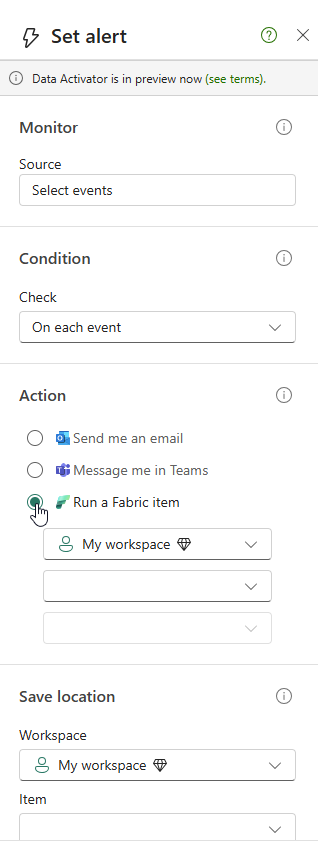 Set alert
Data Activator is in preview now (see terms).
Monitor
Source
Select events
Condition
Check
On each event
Action
Send me an email
Message me in Teams
Run a Fabric item
My workspace
Save location
Workspace
My workspace
Item